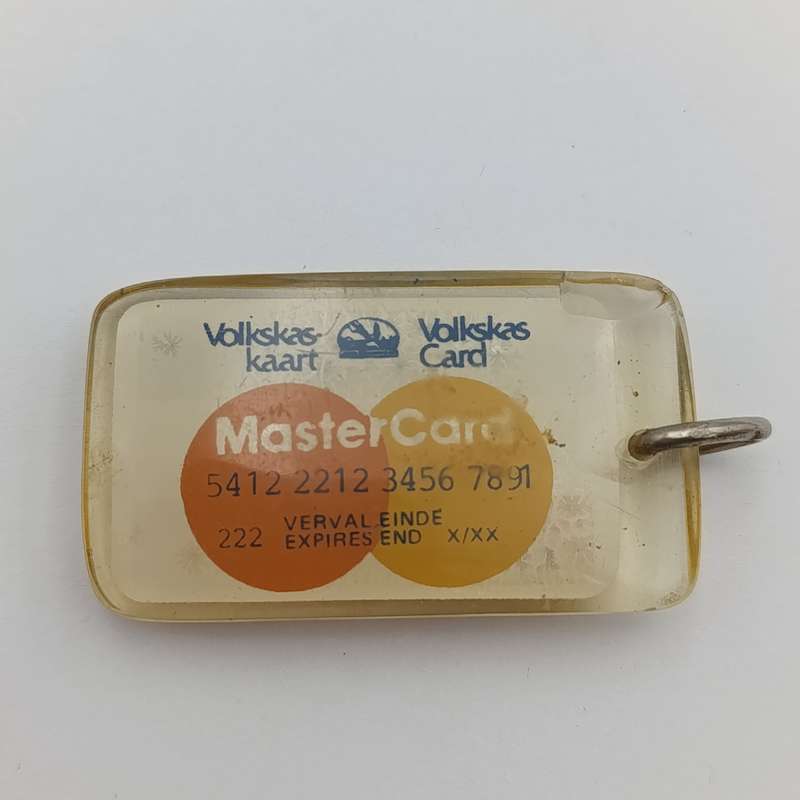 Volkskas-
kaart
Volkskas
Card
MasterCard
5412 2212 3456 7891
222 VERVAL EINDE
EXPIRES END X/XX